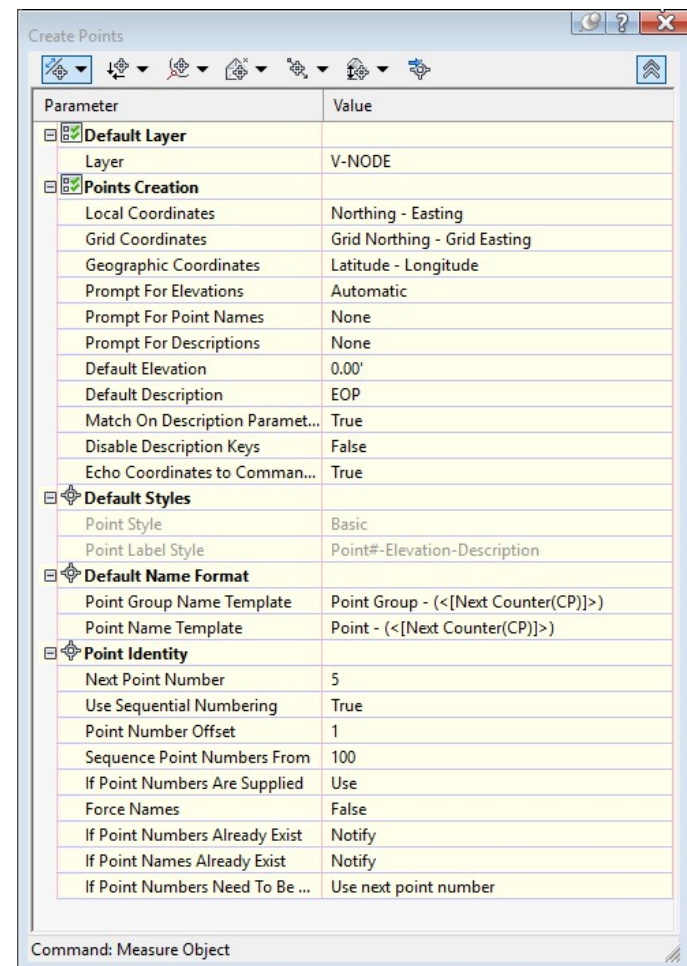 Create Points
Parameter Value
Default Layer
Layer V-NODE
Points Creation
Local Coordinates Northing - Easting
Grid Coordinates Grid Northing - Grid Easting
Geographic Coordinates Latitude - Longitude
Prompt For Elevations Automatic
Prompt For Point Names None
Prompt For Descriptions None
Default Elevation 0.00'
Default Description EOP
Match On Description Paramet... True
Disable Description Keys False
Echo Coordinates to Comman... True
Default Styles
Point Style Basic
Point Label Style Point#-Elevation-Description
Default Name Format
Point Group Name Template Point Group - (<[Next Counter(CP)]>)
Point Name Template Point - (<[Next Counter(CP)]>)
Point Identity
Next Point Number 5
Use Sequential Numbering True
Point Number Offset 1
Sequence Point Numbers From 100
If Point Numbers Are Supplied Use
Force Names False
If Point Numbers Already Exist Notify
If Point Names Already Exist Notify
If Point Numbers Need To Be ... Use next point number
Command: Measure Object